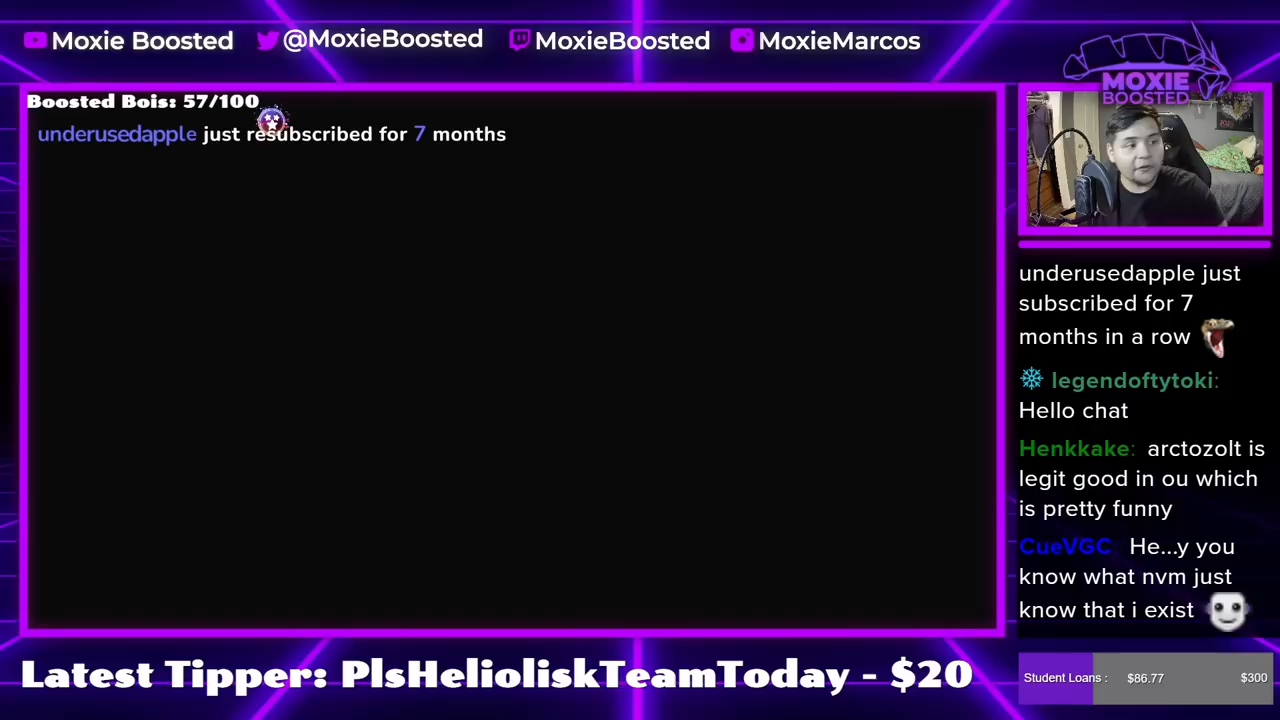 Moxie Boosted @MoxieBoosted MoxieBoosted MoxieMarcos
MOXIE
BOOSTED
Boosted Bois: 57/100
underusedapple just resubscribed for 7 months
underusedapple just
subscribed for 7
months in a row
legendoftytoki:
Hello chat
Henkkake: arctozolt is
legit good in ou which
is pretty funny
CueVGC: He...y you
know what nvm just
know that i exist
Latest Tipper: PlsHelioliskTeamToday - $20
Student Loans : $86.77 $300